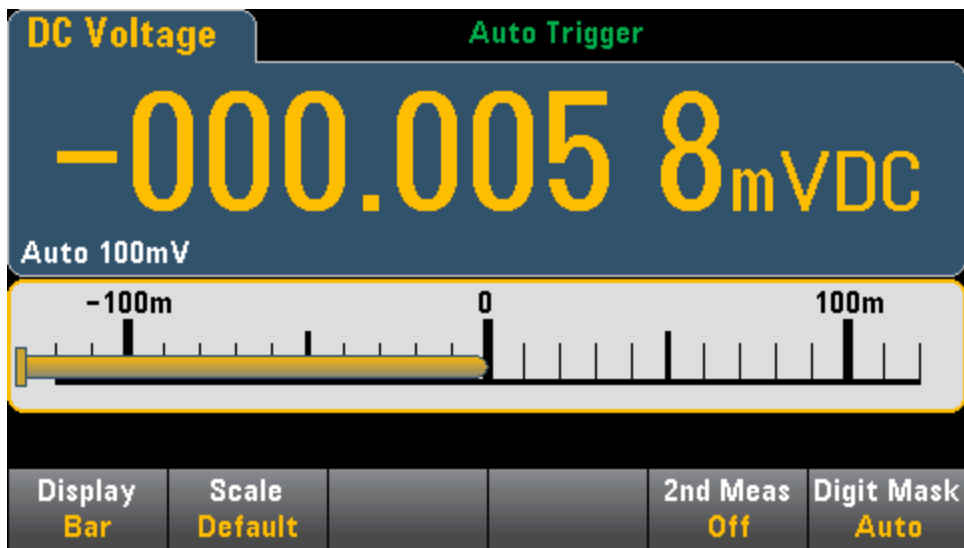 DC Voltage Auto Trigger
-000.005 8mVDC
Auto 100mV
-100m 0 100m
Display Scale 2nd Meas Digit Mask
Bar Default Off Auto